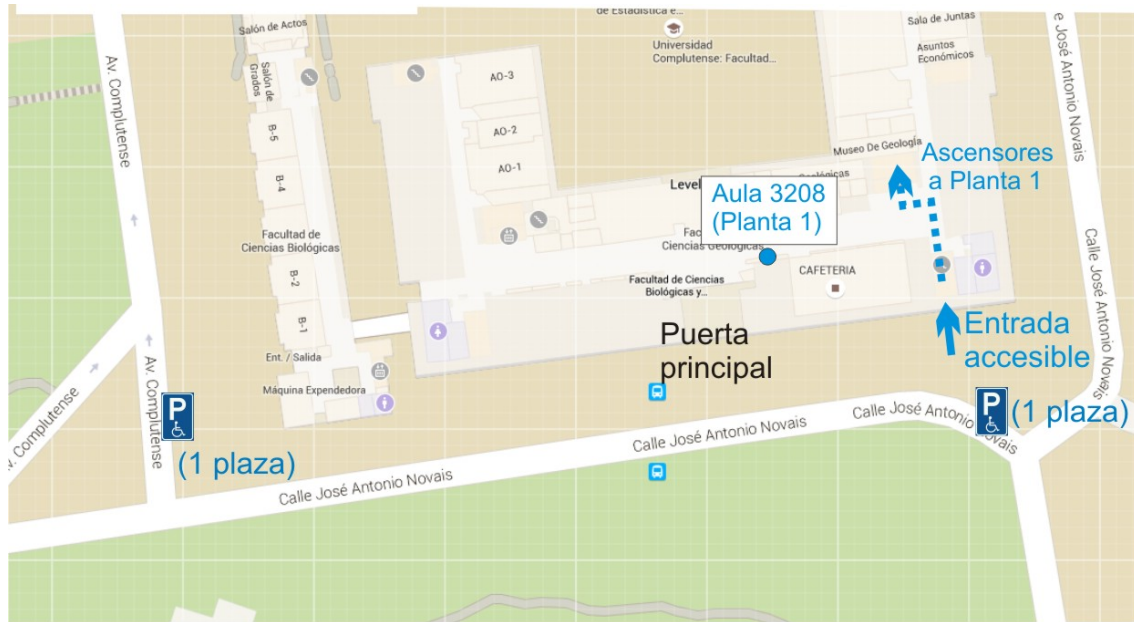 de Estadística e...
Universidad
Complutense: Facultad...
Salón de Actos
Salón de
Grados
B-5
B-4
Facultad de
Ciencias Biológicas
B-2
B-1
Ent. / Salida
Máquina Expendedora
AO-3
AO-2
AO-1
Sala de Juntas
Asuntos
Económicos
Museo De Geología
Ascensores
a Planta 1
Level
Geológicas
Aula 3208
(Planta 1)
Ciencias Geológicas
Facultad de Ciencias
Biológicas y...
CAFETERIA
Puerta
principal
Entrada
accesible
P
(1 plaza)
P
(1 plaza)
Av. Complutense
Av. Complutense
Av. Complutense
Calle José Antonio Novais
Calle José Antonio Novais
Calle José Antonio Novais
Calle José Antonio Novais
e José Antonio Novais